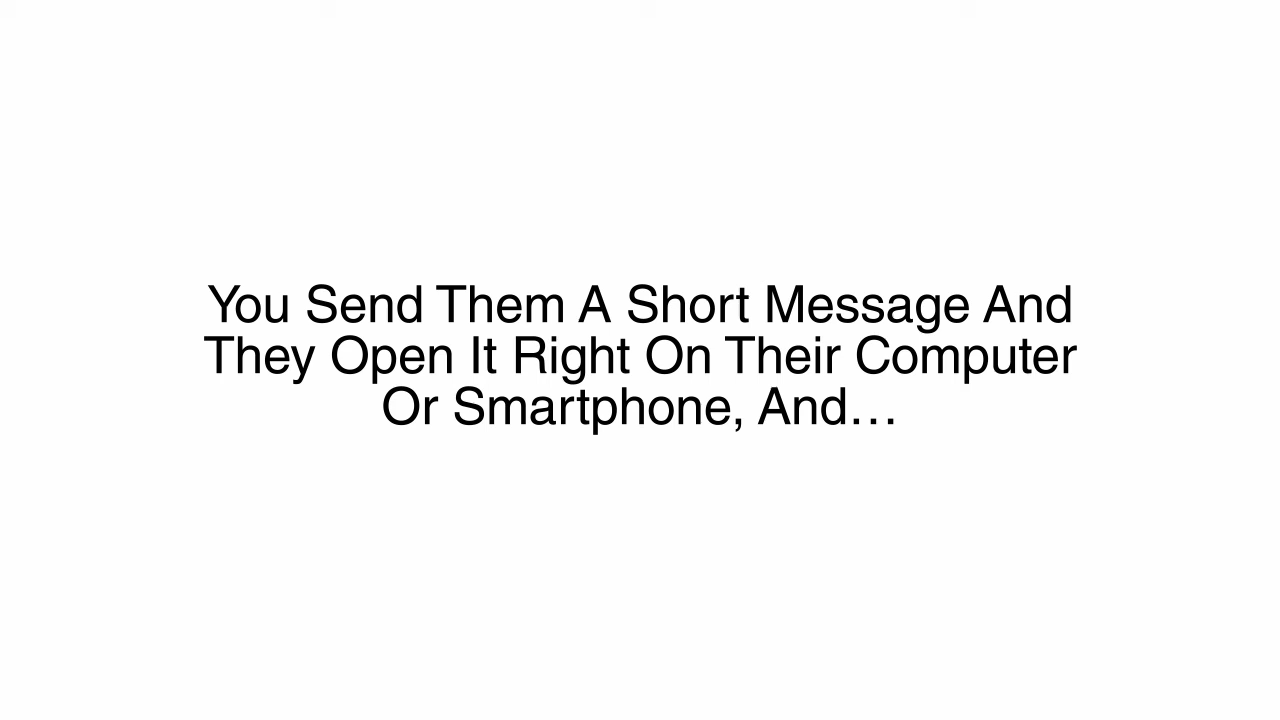 You Send Them A Short Message And
They Open It Right On Their Computer
Or Smartphone, And…